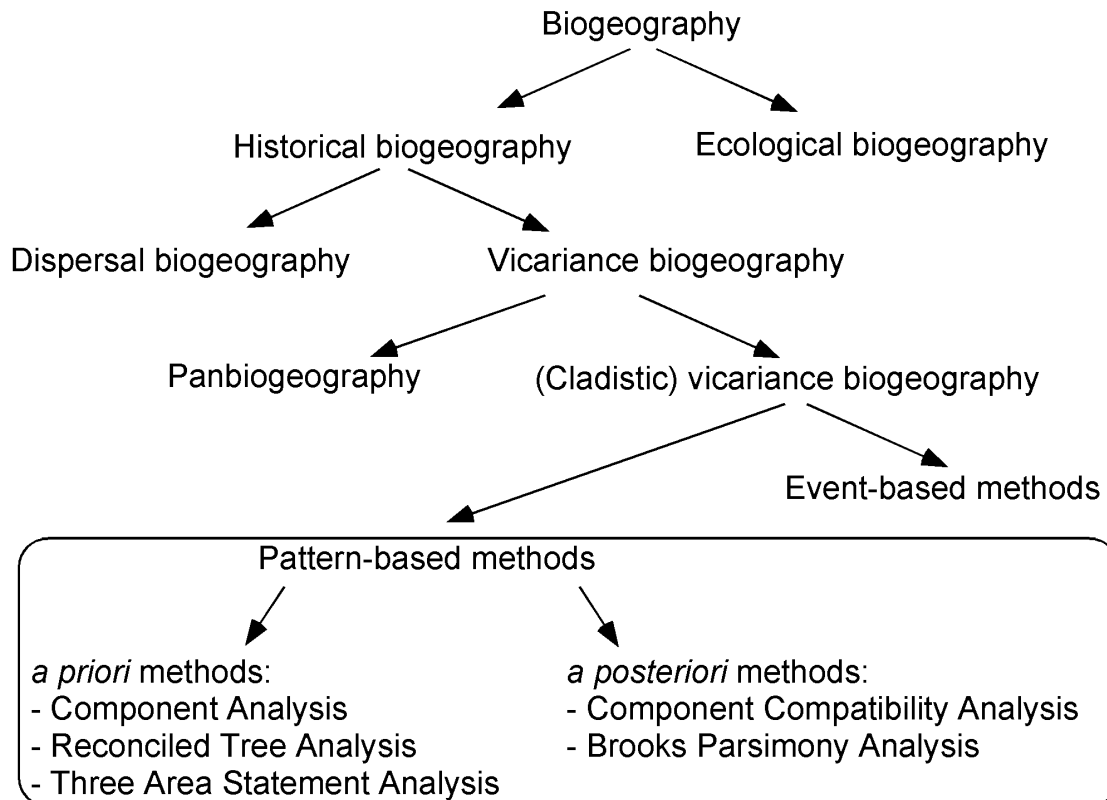 Biogeography
Historical biogeography
Ecological biogeography
Dispersal biogeography
Vicariance biogeography
Panbiogeography
(Cladistic) vicariance biogeography
Event-based methods
Pattern-based methods
a priori methods:
- Component Analysis
- Reconciled Tree Analysis
- Three Area Statement Analysis
a posteriori methods:
- Component Compatibility Analysis
- Brooks Parsimony Analysis